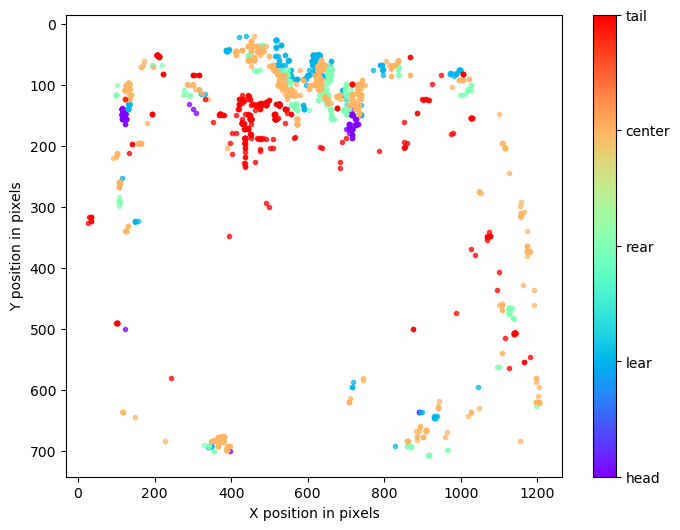 0
100
200
300
400
500
600
700
Y position in pixels
0
200
400
600
800
1000
1200
X position in pixels
tail
center
rear
lear
head